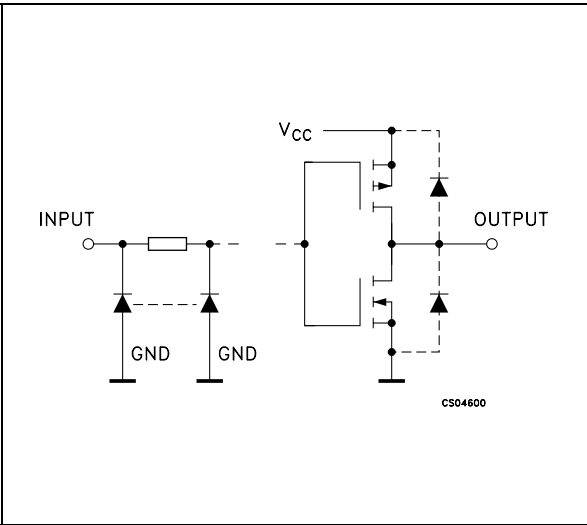 VCC
INPUT
OUTPUT
GND
GND
CS04600